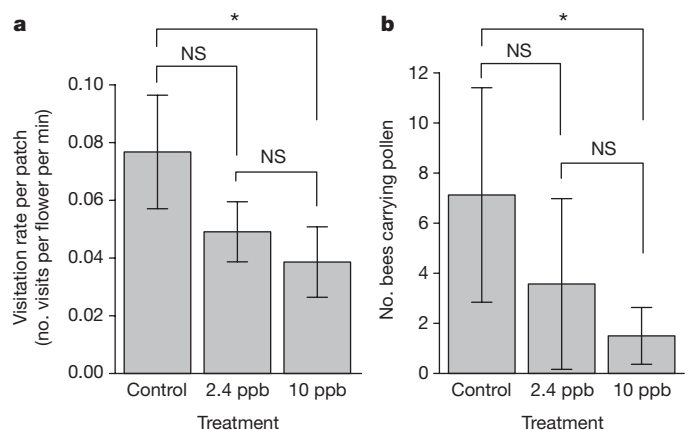 a
*
NS
NS
0.10
0.08
0.06
0.04
0.02
0.00
Visitation rate per patch
(no. visits per flower per min)
Control 2.4 ppb 10 ppb
Treatment
b
*
NS
NS
12
10
8
6
4
2
0
No. bees carrying pollen
Control 2.4 ppb 10 ppb
Treatment